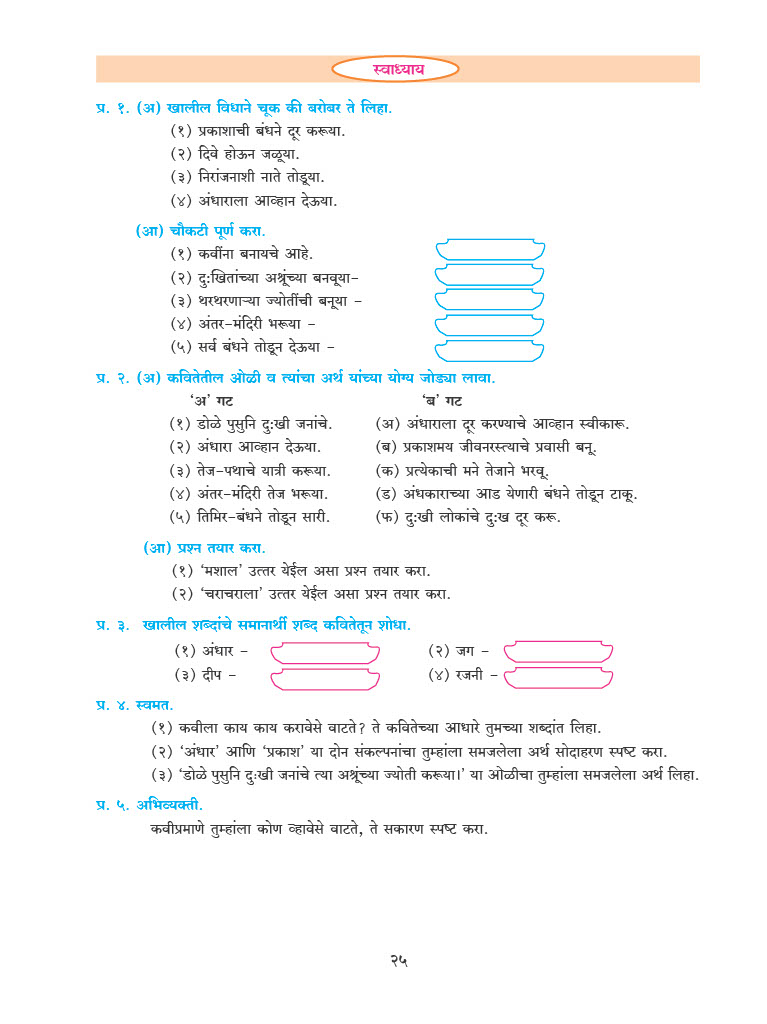 स्वाध्याय
प्र. १. (अ) खालील विधाने चूक की बरोबर ते लिहा.
(१) प्रकाशाची बंधने दूर करूया.
(२) दिवे होऊन जळूया.
(३) निरांजनाशी नाते तोडूया.
(४) अंधाराला आव्हान देऊया.
(आ) चौकटी पूर्ण करा.
(१) कवींना बनायचे आहे.
(२) दुःखितांच्या अश्रूंच्या बनवूया–
(३) थरथरणाऱ्या ज्योतींची बनूया –
(४) अंतर-मंदिरी भरूया –
(५) सर्व बंधने तोडून देऊया –
प्र. २. (अ) कवितेतील ओळी व त्यांचा अर्थ यांच्या योग्य जोड्या लावा.
‘अ’ गट ‘ब’ गट
(१) डोळे पुसुनि दुःखी जनांचे. (अ) अंधाराला दूर करण्याचे आव्हान स्वीकारू.
(२) अंधारा आव्हान देऊया. (ब) प्रकाशमय जीवनरस्त्याचे प्रवासी बनू.
(३) तेज-पथाचे यात्री करूया. (क) प्रत्येकाची मने तेजाने भरवू.
(४) अंतर-मंदिरी तेज भरूया. (ड) अंधकाराच्या आड येणारी बंधने तोडून टाकू.
(५) तिमिर-बंधने तोडून सारी. (फ) दुःखी लोकांचे दुःख दूर करू.
(आ) प्रश्न तयार करा.
(१) ‘मशाल’ उत्तर येईल असा प्रश्न तयार करा.
(२) ‘चराचराला’ उत्तर येईल असा प्रश्न तयार करा.
प्र. ३. खालील शब्दांचे समानार्थी शब्द कवितेतून शोधा.
(१) अंधार – (२) जग –
(३) दीप – (४) रजनी –
प्र. ४. स्वमत.
(१) कवीला काय काय करावेसे वाटते? ते कवितेच्या आधारे तुमच्या शब्दांत लिहा.
(२) ‘अंधार’ आणि ‘प्रकाश’ या दोन संकल्पनांचा तुम्हांला समजलेला अर्थ सोदाहरण स्पष्ट करा.
(३) ‘डोळे पुसुनि दुःखी जनांचे त्या अश्रूंच्या ज्योती करूया।’ या ओळीचा तुम्हांला समजलेला अर्थ लिहा.
प्र. ५. अभिव्यक्ती.
कवीप्रमाणे तुम्हांला कोण व्हावेसे वाटते, ते सकारण स्पष्ट करा.
२५